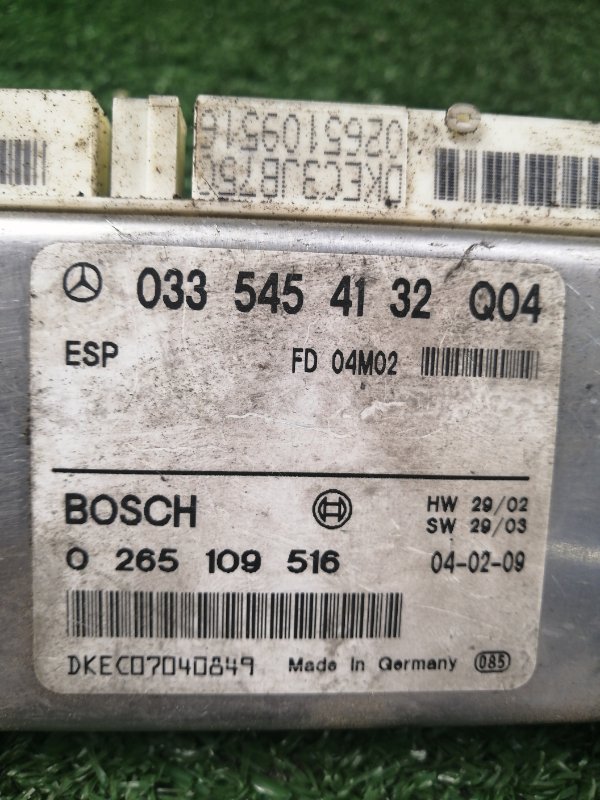 0265109516
DKEC3JB756
033 545 41 32 Q04
ESP
FD 04M02
BOSCH
HW 29/02
SW 29/03
0 265 109 516
04-02-09
DKEC07040849
Made In Germany
085